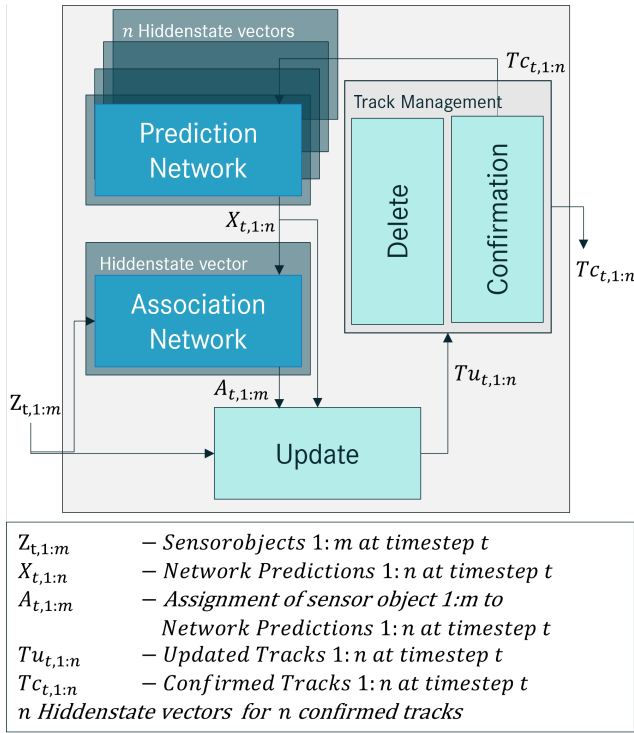 n Hiddenstate vectors
Tc_{t,1:n}
Track Management
Prediction
Network
Delete
Confirmation
X_{t,1:n}
Hiddenstate vector
Tc_{t,1:n}
Association
Network
A_{t,1:m}
Tu_{t,1:n}
Z_{t,1:m}
Update
Z_{t,1:m} – Sensorobjects 1: m at timestep t
X_{t,1:n} – Network Predictions 1: n at timestep t
A_{t,1:m} – Assignment of sensor object 1:m to
Network Predictions 1: n at timestep t
Tu_{t,1:n} – Updated Tracks 1: n at timestep t
Tc_{t,1:n} – Confirmed Tracks 1: n at timestep t
n Hiddenstate vectors for n confirmed tracks